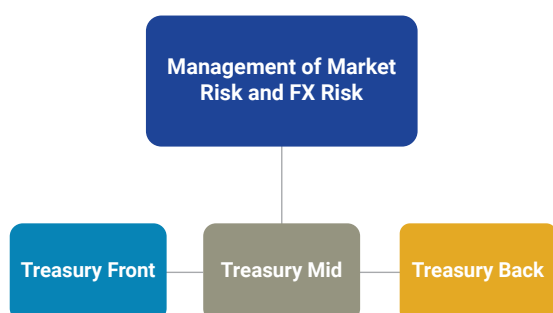 Management of Market
Risk and FX Risk
Treasury Front
Treasury Mid
Treasury Back